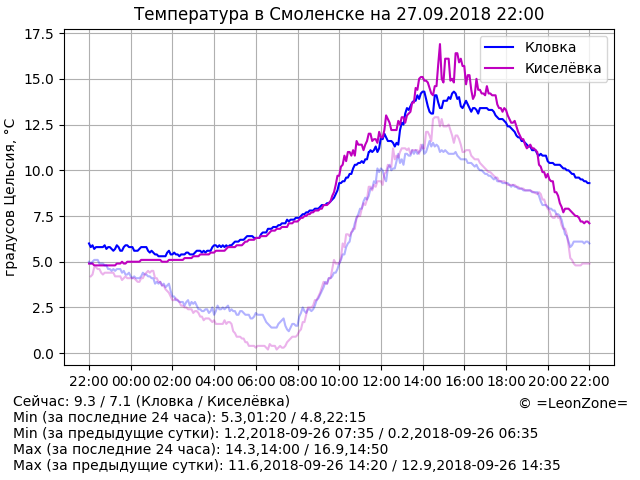 Температура в Смоленске на 27.09.2018 22:00
17.5
15.0
12.5
10.0
7.5
5.0
2.5
0.0
градусов Цельсия, °C
Кловка
Киселёвка
22:00 00:00 02:00 04:00 06:00 08:00 10:00 12:00 14:00 16:00 18:00 20:00 22:00
Сейчас: 9.3 / 7.1 (Кловка / Киселёвка)
© =LeonZone=
Min (за последние 24 часа): 5.3,01:20 / 4.8,22:15
Min (за предыдущие сутки): 1.2,2018-09-26 07:35 / 0.2,2018-09-26 06:35
Max (за последние 24 часа): 14.3,14:00 / 16.9,14:50
Max (за предыдущие сутки): 11.6,2018-09-26 14:20 / 12.9,2018-09-26 14:35